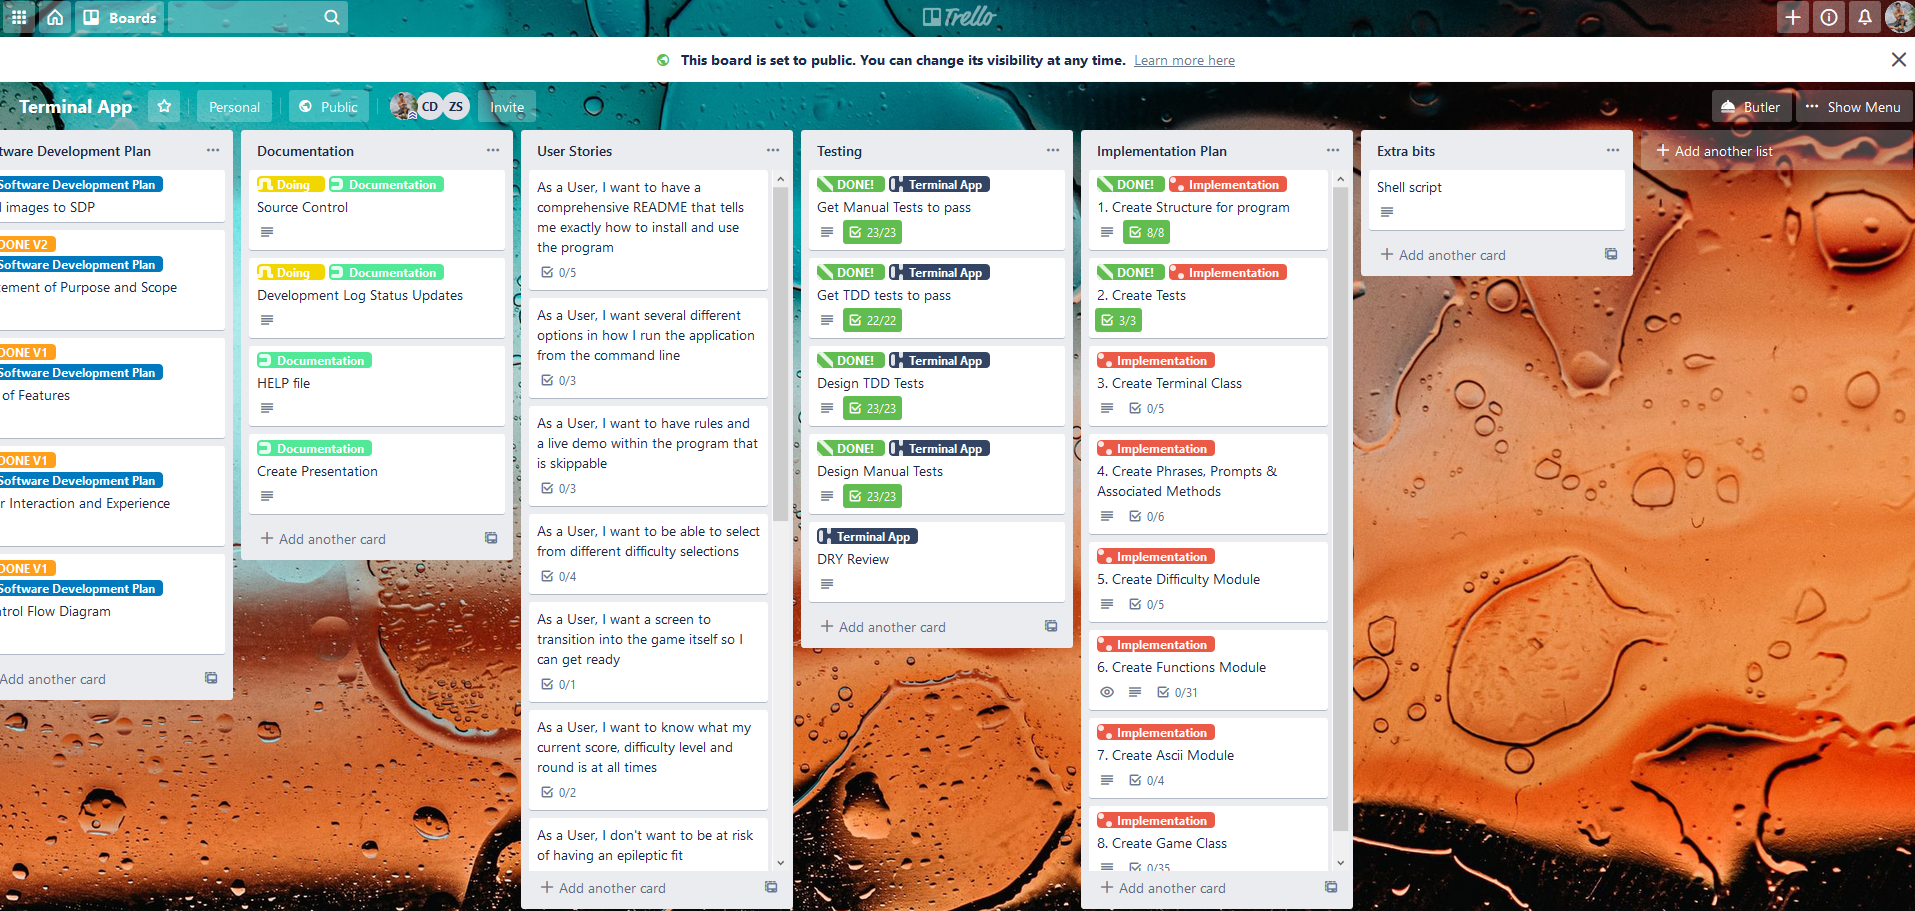 Boards
Trello
This board is set to public. You can change its visibility at any time. Learn more here
Terminal App
Personal
Public
CD
ZS
Invite
Butler
Show Menu
tware Development Plan
Software Development Plan
images to SDP
DONE V2
Software Development Plan
ement of Purpose and Scope
DONE V1
Software Development Plan
of Features
DONE V1
Software Development Plan
r Interaction and Experience
DONE V1
Software Development Plan
trol Flow Diagram
Add another card
Documentation
Doing
Documentation
Source Control
Doing
Documentation
Development Log Status Updates
Documentation
HELP file
Documentation
Create Presentation
Add another card
User Stories
As a User, I want to have a
comprehensive README that tells
me exactly how to install and use
the program
0/5
As a User, I want several different
options in how I run the application
from the command line
0/3
As a User, I want to have rules and
a live demo within the program that
is skippable
0/3
As a User, I want to be able to select
from different difficulty selections
0/4
As a User, I want a screen to
transition into the game itself so I
can get ready
0/1
As a User, I want to know what my
current score, difficulty level and
round is at all times
0/2
As a User, I don't want to be at risk
of having an epileptic fit
Add another card
Testing
DONE!
Terminal App
Get Manual Tests to pass
23/23
DONE!
Terminal App
Get TDD tests to pass
22/22
DONE!
Terminal App
Design TDD Tests
23/23
DONE!
Terminal App
Design Manual Tests
23/23
Terminal App
DRY Review
Add another card
Implementation Plan
DONE!
Implementation
1. Create Structure for program
8/8
DONE!
Implementation
2. Create Tests
3/3
Implementation
3. Create Terminal Class
0/5
Implementation
4. Create Phrases, Prompts &
Associated Methods
0/6
Implementation
5. Create Difficulty Module
0/5
Implementation
6. Create Functions Module
0/31
Implementation
7. Create Ascii Module
0/4
Implementation
8. Create Game Class
0/35
Add another card
Extra bits
Shell script
Add another card
Add another list